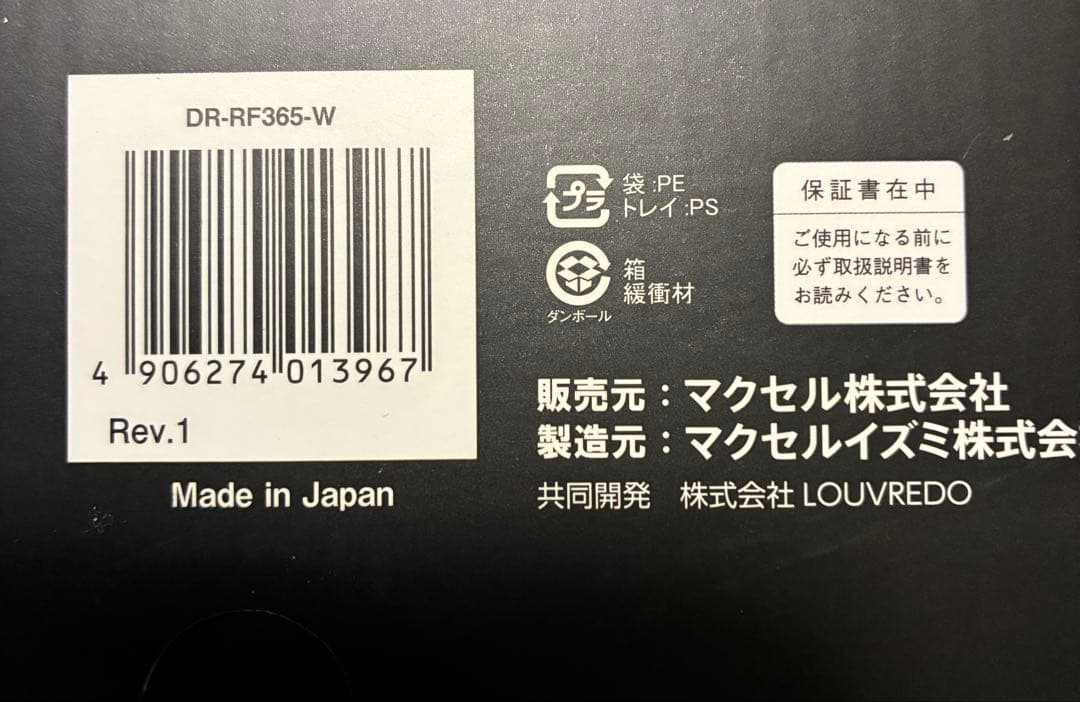 DR-RF365-W
4 906274 013967
Rev.1
Made in Japan
プラ
袋:PE
トレイ:PS
ダンボール
箱
緩衝材
保証書在中
ご使用になる前に
必ず取扱説明書を
お読みください。
販売元：マクセル株式会社
製造元：マクセルイズミ株式会
共同開発　株式会社 LOUVREDO